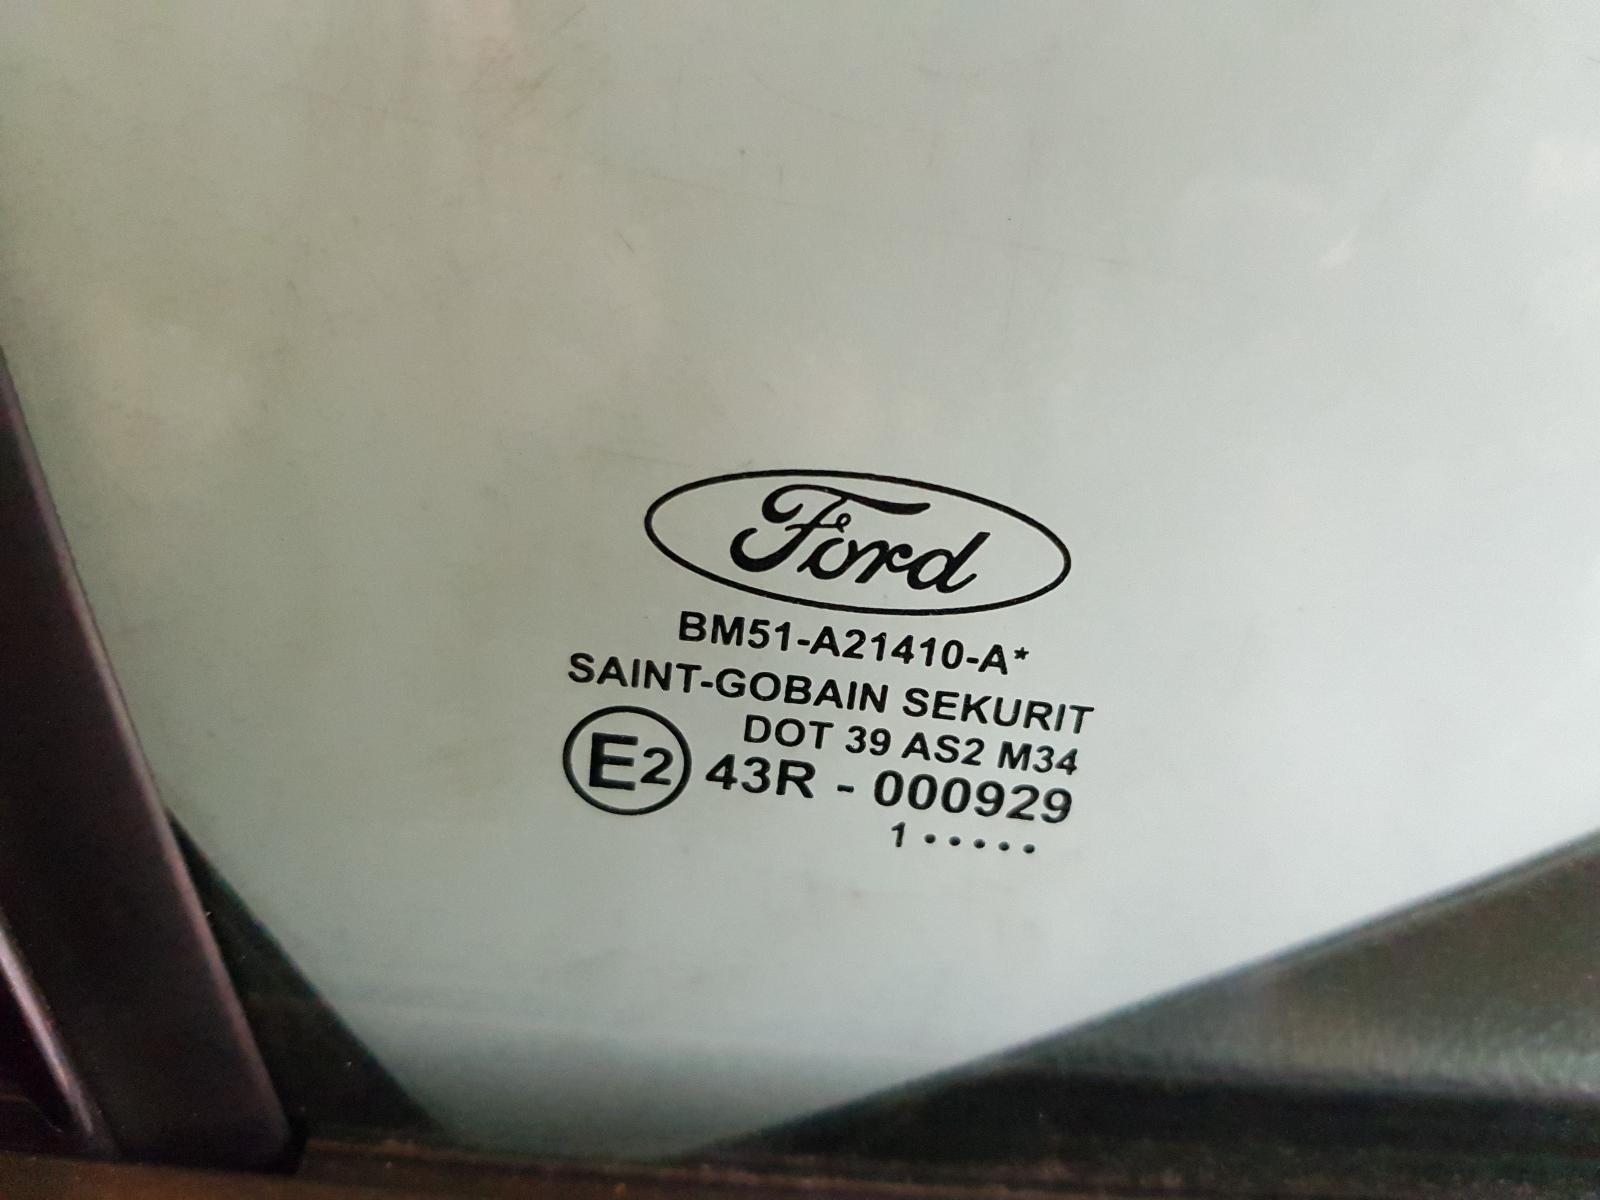 Ford
BM51-A21410-A*
SAINT-GOBAIN SEKURIT
DOT 39 AS2 M34
E2 43R - 000929
1 • • • • •